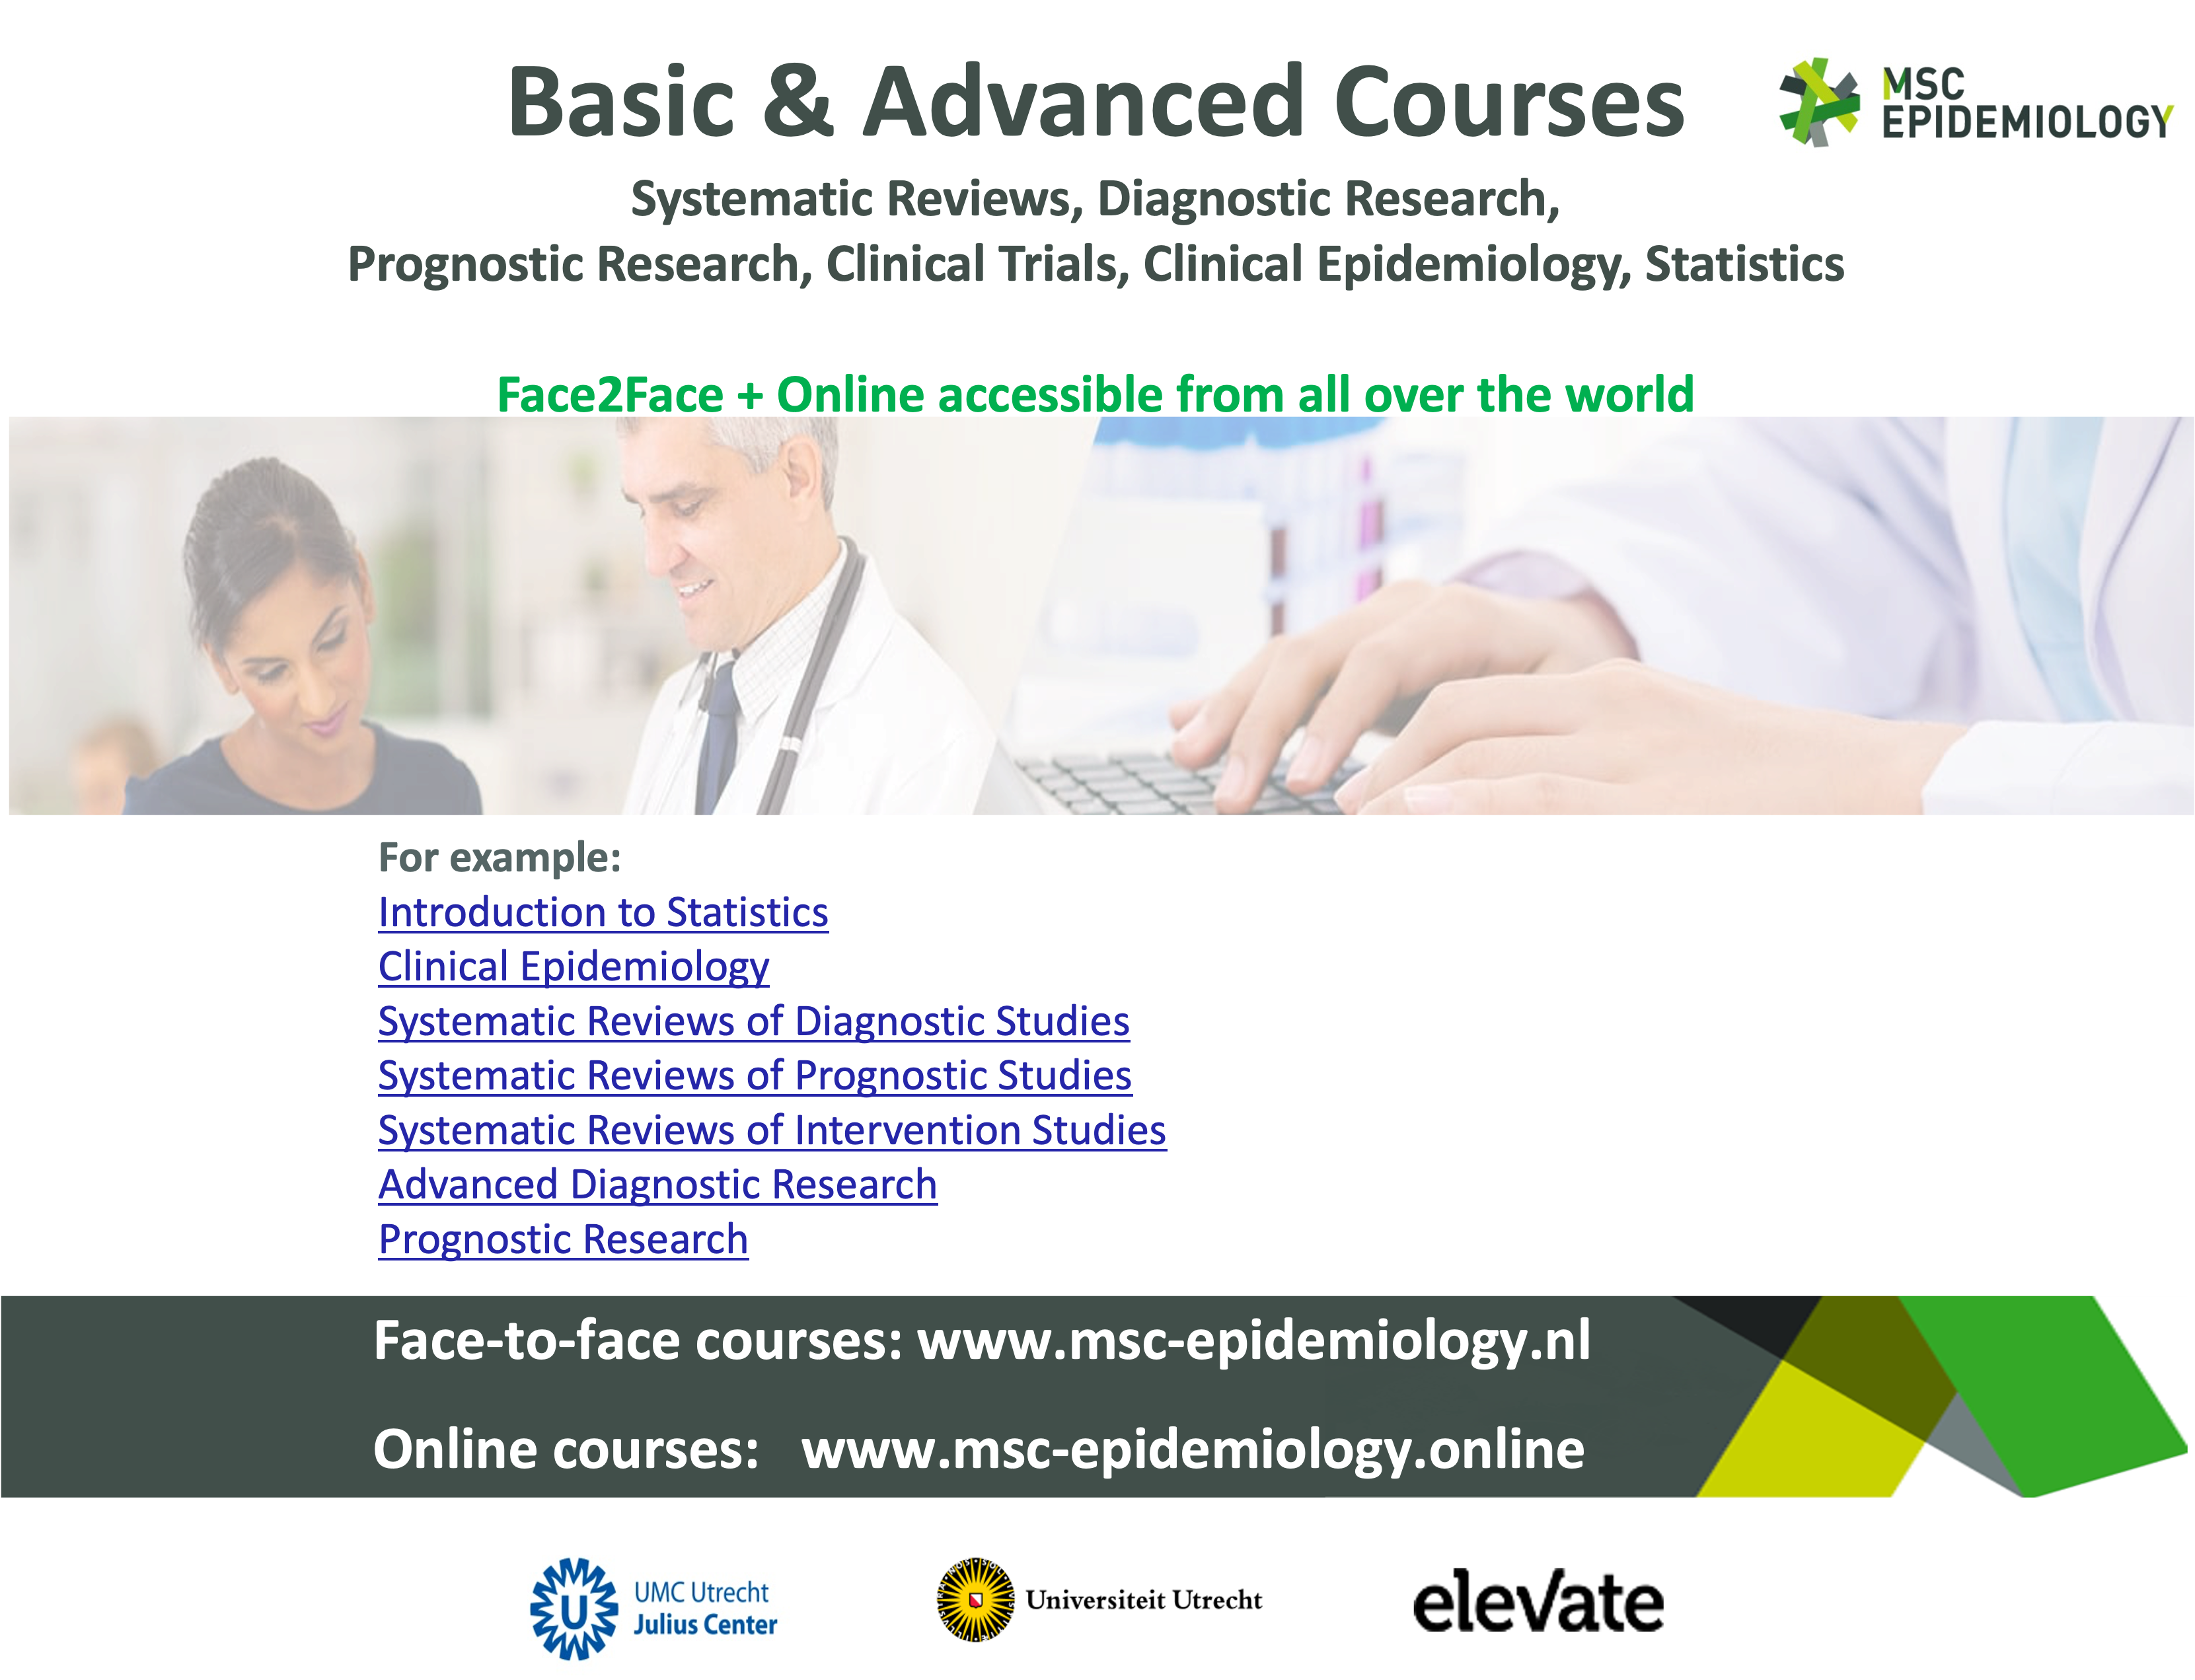 Basic & Advanced Courses
MSC
EPIDEMIOLOGY
Systematic Reviews, Diagnostic Research,
Prognostic Research, Clinical Trials, Clinical Epidemiology, Statistics
Face2Face + Online accessible from all over the world
For example:
Introduction to Statistics
Clinical Epidemiology
Systematic Reviews of Diagnostic Studies
Systematic Reviews of Prognostic Studies
Systematic Reviews of Intervention Studies
Advanced Diagnostic Research
Prognostic Research
Face-to-face courses: www.msc-epidemiology.nl
Online courses: www.msc-epidemiology.online
U
UMC Utrecht
Julius Center
Universiteit Utrecht
elevate